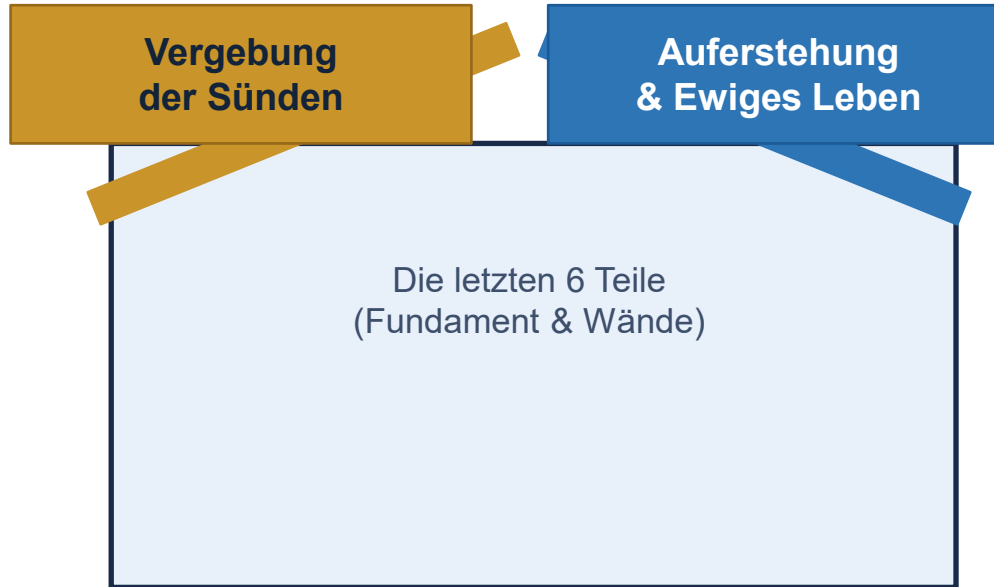 Vergebung
der Sünden
Auferstehung
& Ewiges Leben
Die letzten 6 Teile
(Fundament & Wände)